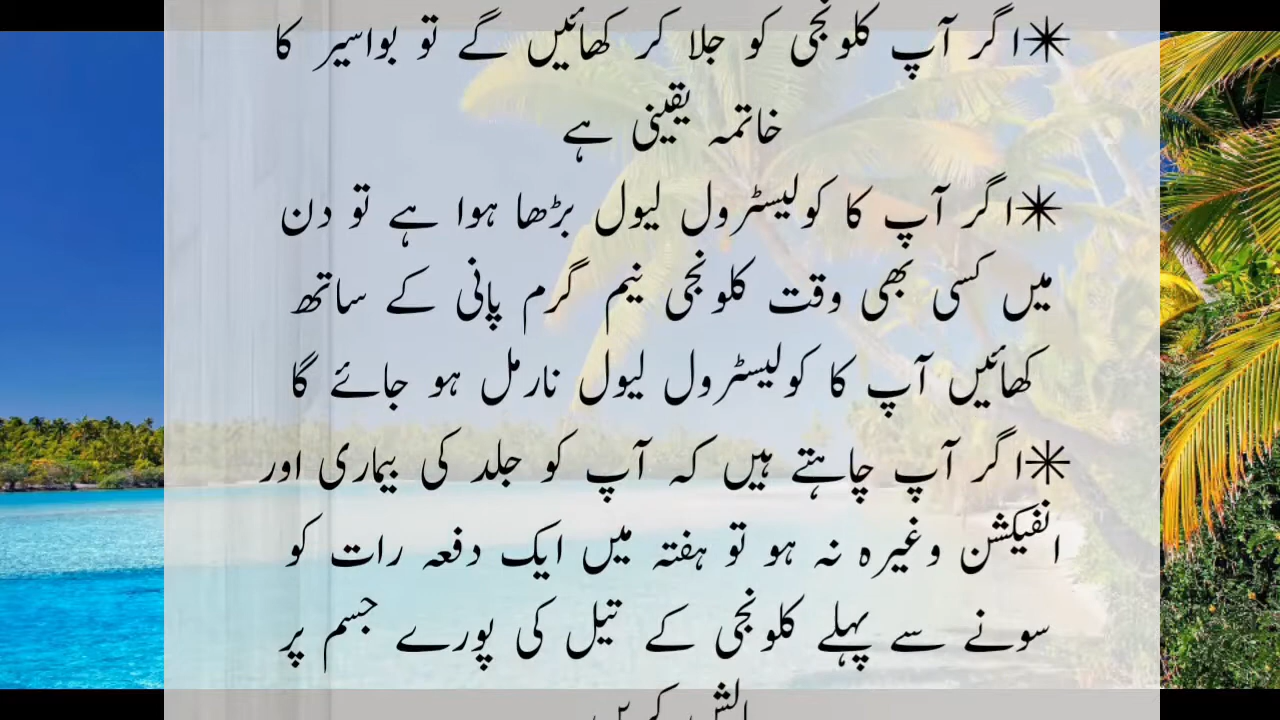 ✴اگر آپ کلونجی کو جلا کر کھائیں گے تو بواسیر کا
خاتمہ یقینی ہے
✴اگر آپ کا کولیسٹرول لیول بڑھا ہوا ہے تو دن
میں کسی بھی وقت کلونجی نیم گرم پانی کے ساتھ
کھائیں آپ کا کولیسٹرول لیول نارمل ہو جائے گا
✴اگر آپ چاہتے ہیں کہ آپ کو جلد کی بیماری اور
انفیکشن وغیرہ نہ ہو تو ہفتہ میں ایک دفعہ رات کو
سونے سے پہلے کلونجی کے تیل کی پورے جسم پر